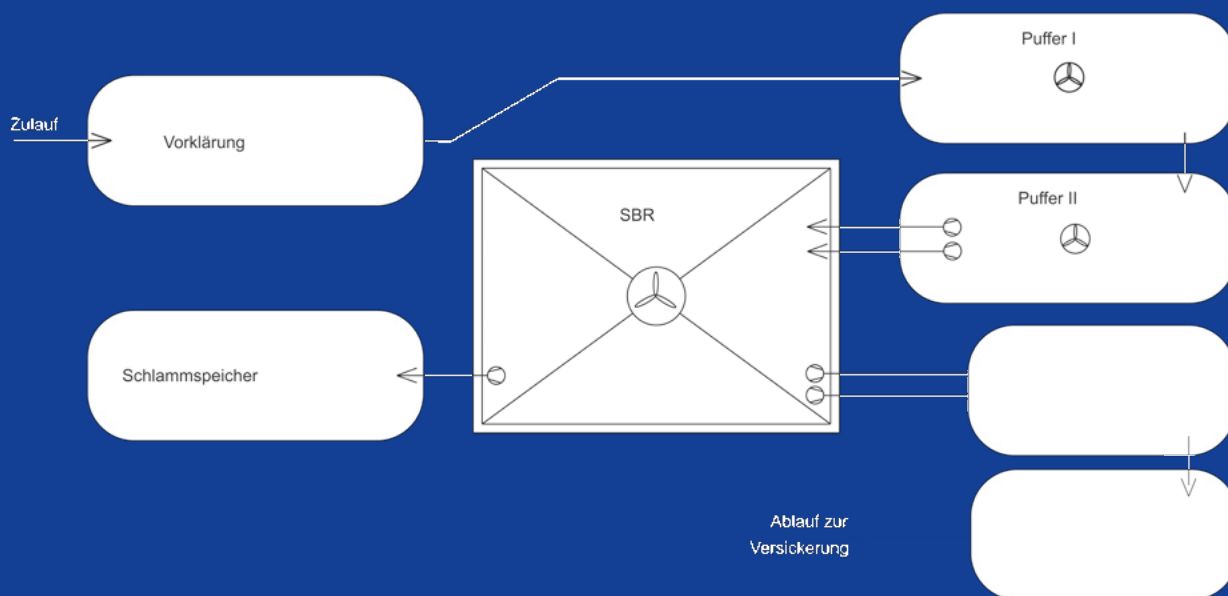 Zulauf
Vorklärung
Puffer I
Puffer II
SBR
Schlammspeicher
Ablauf zur
Versickerung